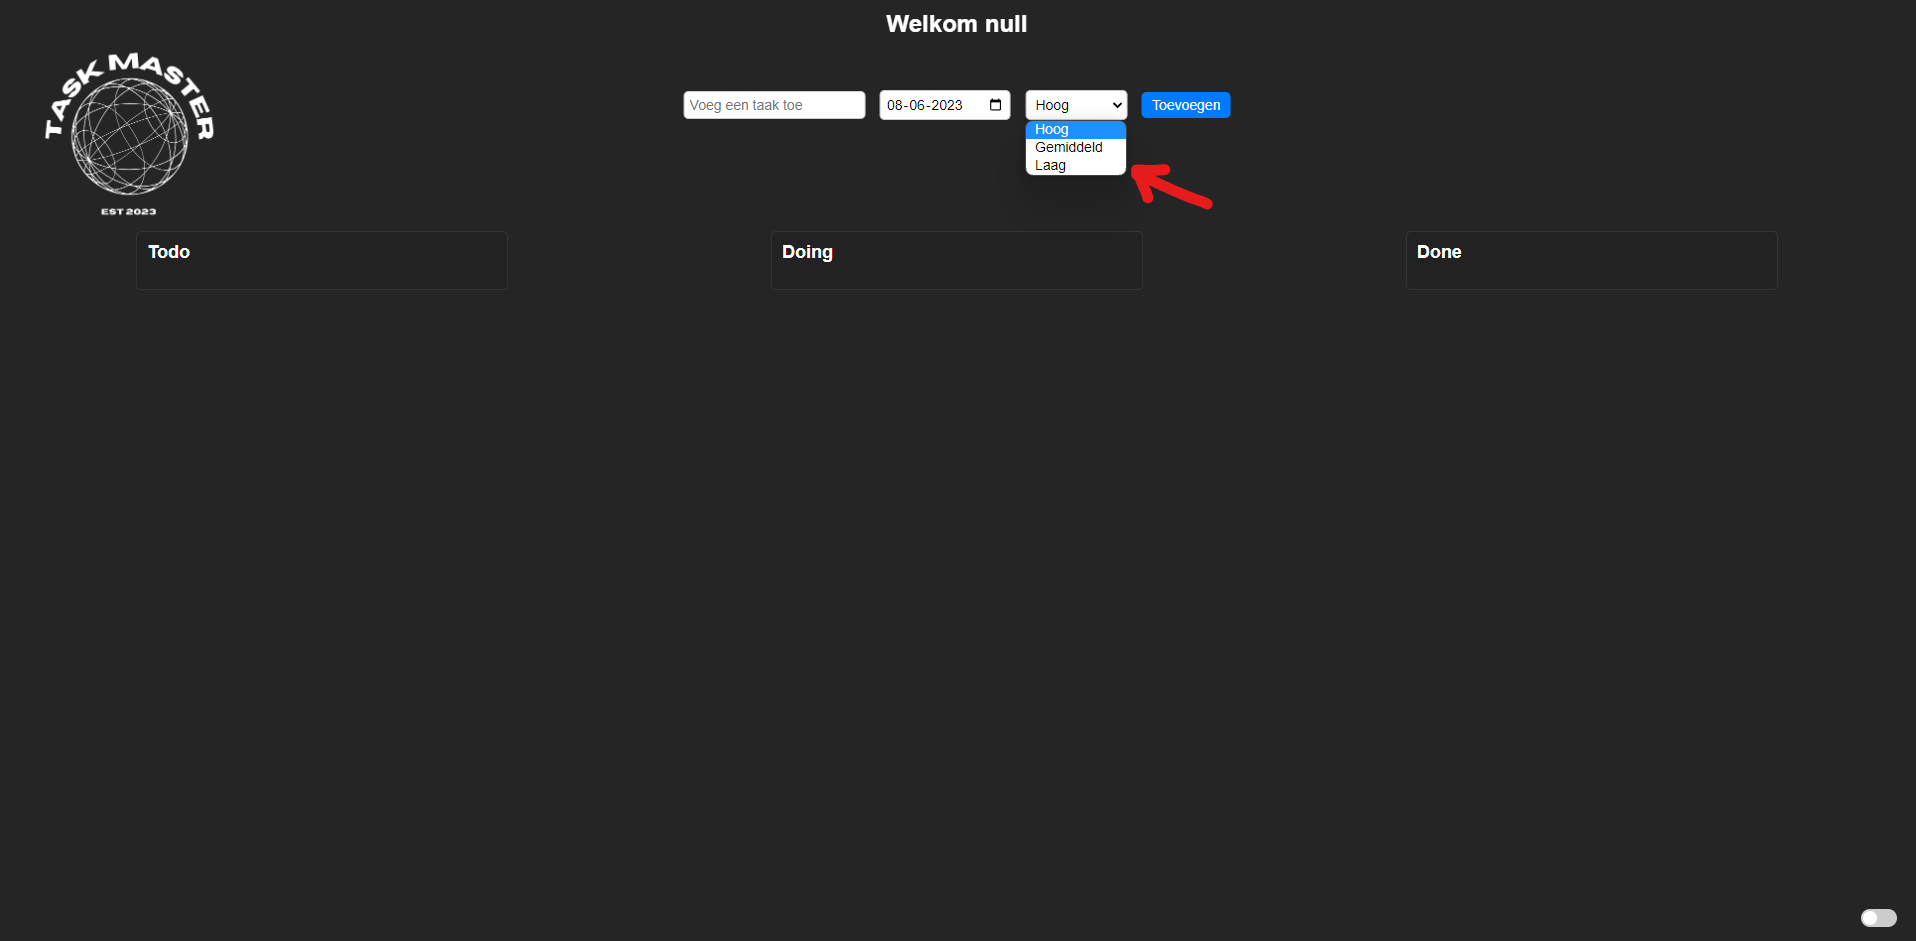 Welkom null
TASK MASTER
EST 2023
Voeg een taak toe
08-06-2023
Hoog
Toevoegen
Hoog
Gemiddeld
Laag
Todo
Doing
Done